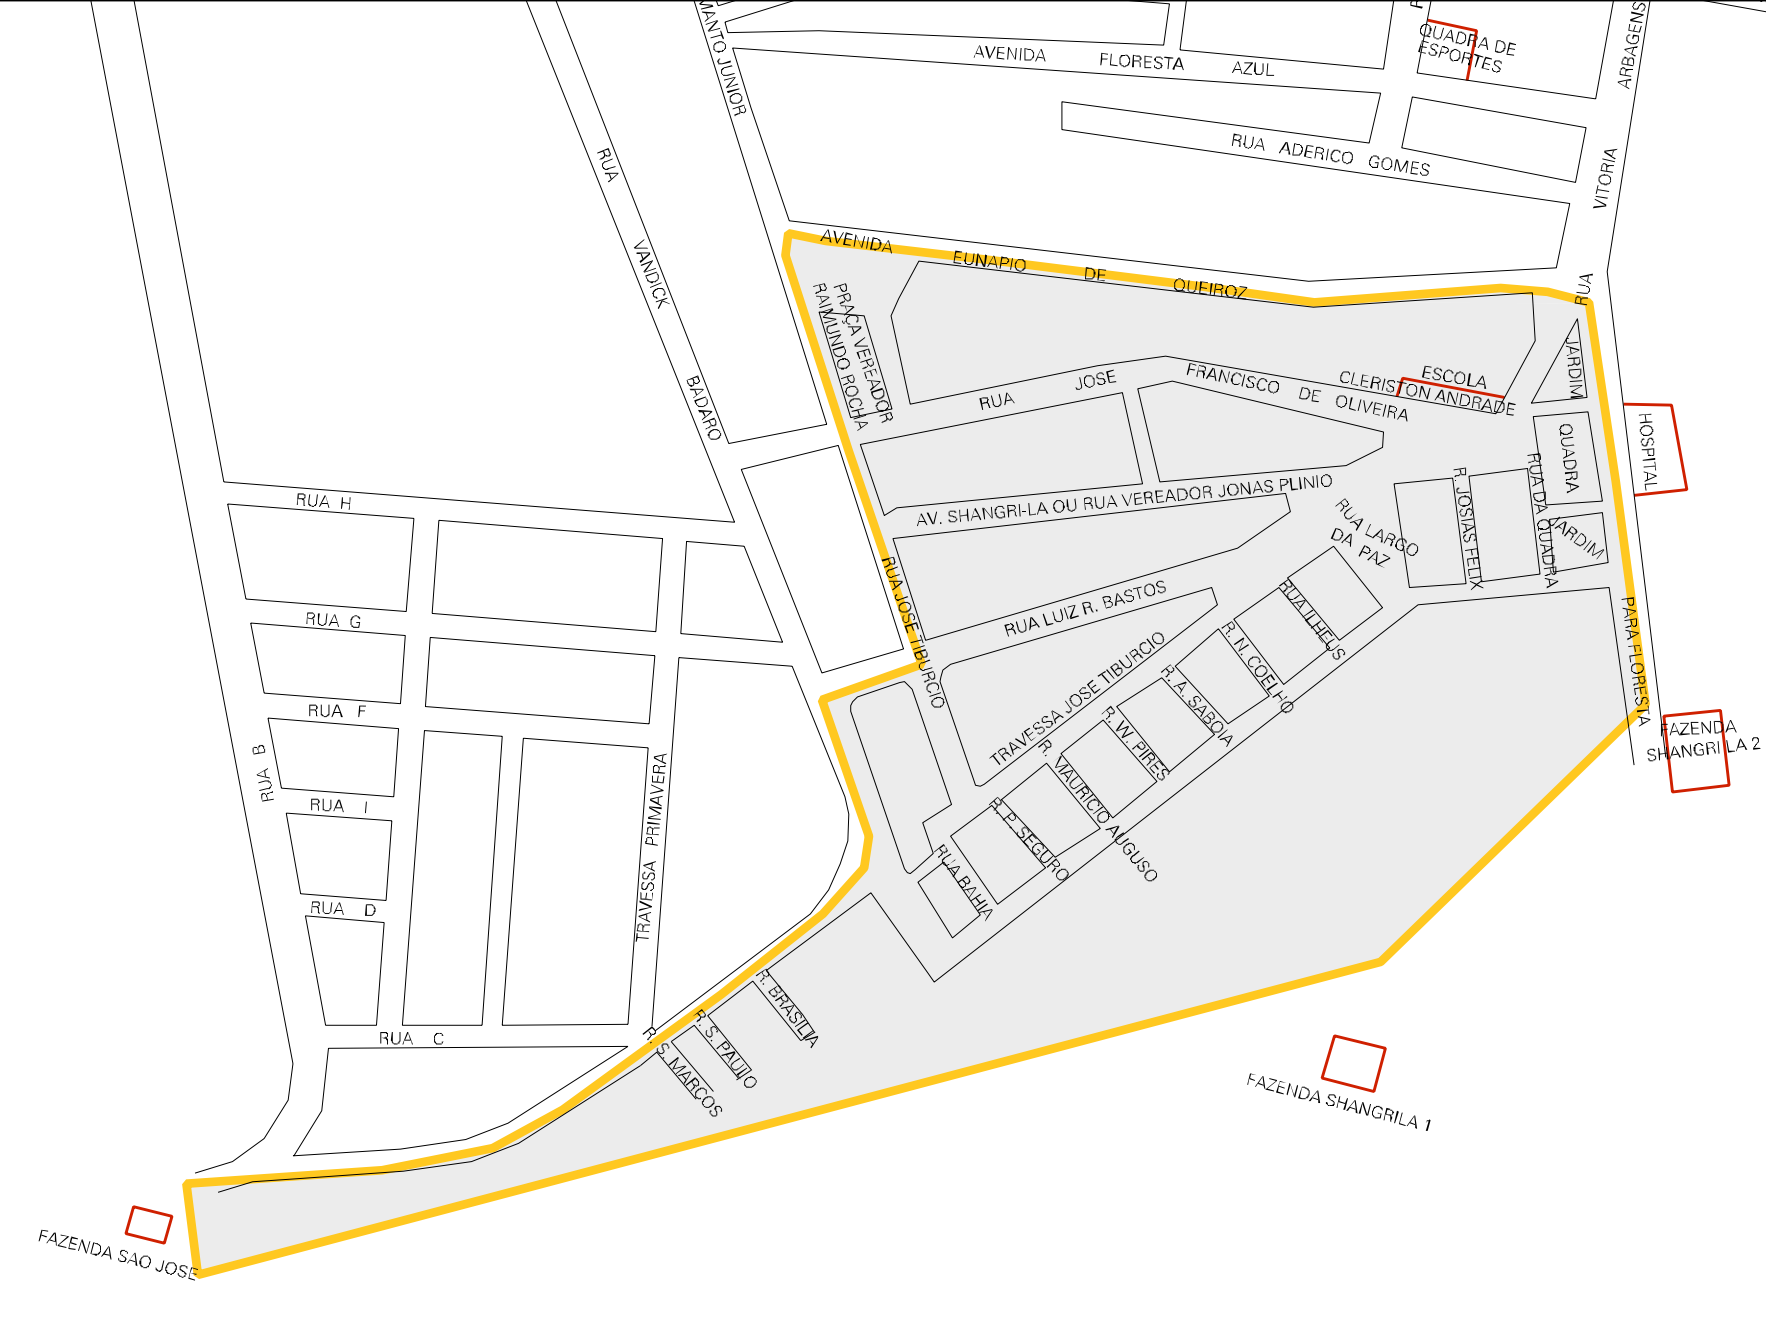 MANTO JUNIOR
AVENIDA FLORESTA AZUL
QUADRA DE
ESPORTES
ARBAGENS
VITORIA
RUA
RUA ADERICO GOMES
RUA VANDICK BADARO
AVENIDA EUNAPIO DE QUEIROZ
PRAÇA VEREADOR
RAIMUNDO ROCHA
RUA JOSE FRANCISCO DE OLIVEIRA
ESCOLA
CLERISTON ANDRADE
JARDIM
QUADRA
HOSPITAL
AV. SHANGRI-LA OU RUA VEREADOR JONAS PLINIO
RUA LARGO
DA PAZ
R. JOSIAS FELIX
RUA DA QUADRA
JARDIM
RUA H
RUA G
RUA F
RUA B
RUA I
RUA D
RUA C
TRAVESSA PRIMAVERA
RUA JOSE TIBURCIO
RUA LUIZ R. BASTOS
TRAVESSA JOSE TIBURCIO
RUA ILHEUS
R. N. COELHO
R. A. SABOIA
R. W. PIRES
R. MAURICIO AUGUSO
R. P. SEGURO
RUA BAHIA
PARA FLORESTA
FAZENDA
SHANGRILA 2
R. BRASILIA
R. S. PAULO
R. S. MARCOS
FAZENDA SHANGRILA 1
FAZENDA SAO JOSE